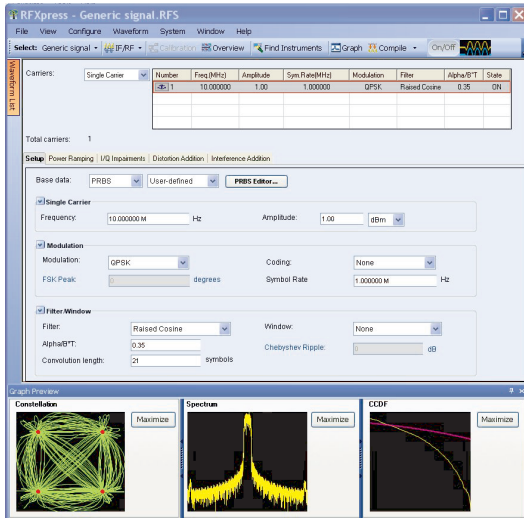 RFXpress - Generic signal.RFS
File View Configure Waveform System Window Help
Select: Generic signal IF/RF Calibration Overview Find Instruments Graph Compile On/Off
Waveform List
Carriers: Single Carrier
Number Freq.(MHz) Amplitude Sym.Rate(MHz) Modulation Filter Alpha/B*T State
1 10.000000 1.00 1.000000 QPSK Raised Cosine 0.35 ON
Total carriers: 1
Setup Power Ramping I/Q Impairments Distortion Addition Interference Addition
Base data: PRBS User-defined PRBS Editor...
Single Carrier
Frequency: 10.000000 M Hz Amplitude: 1.00 dBm
Modulation
Modulation: QPSK Coding: None
FSK Peak: 0 degrees Symbol Rate 1.000000 M Hz
Filter/Window
Filter: Raised Cosine Window: None
Alpha/B*T: 0.35 Chebyshev Ripple: 0 dB
Convolution length: 21 symbols
Graph Preview
Constellation Maximize Spectrum Maximize CCDF Maximize